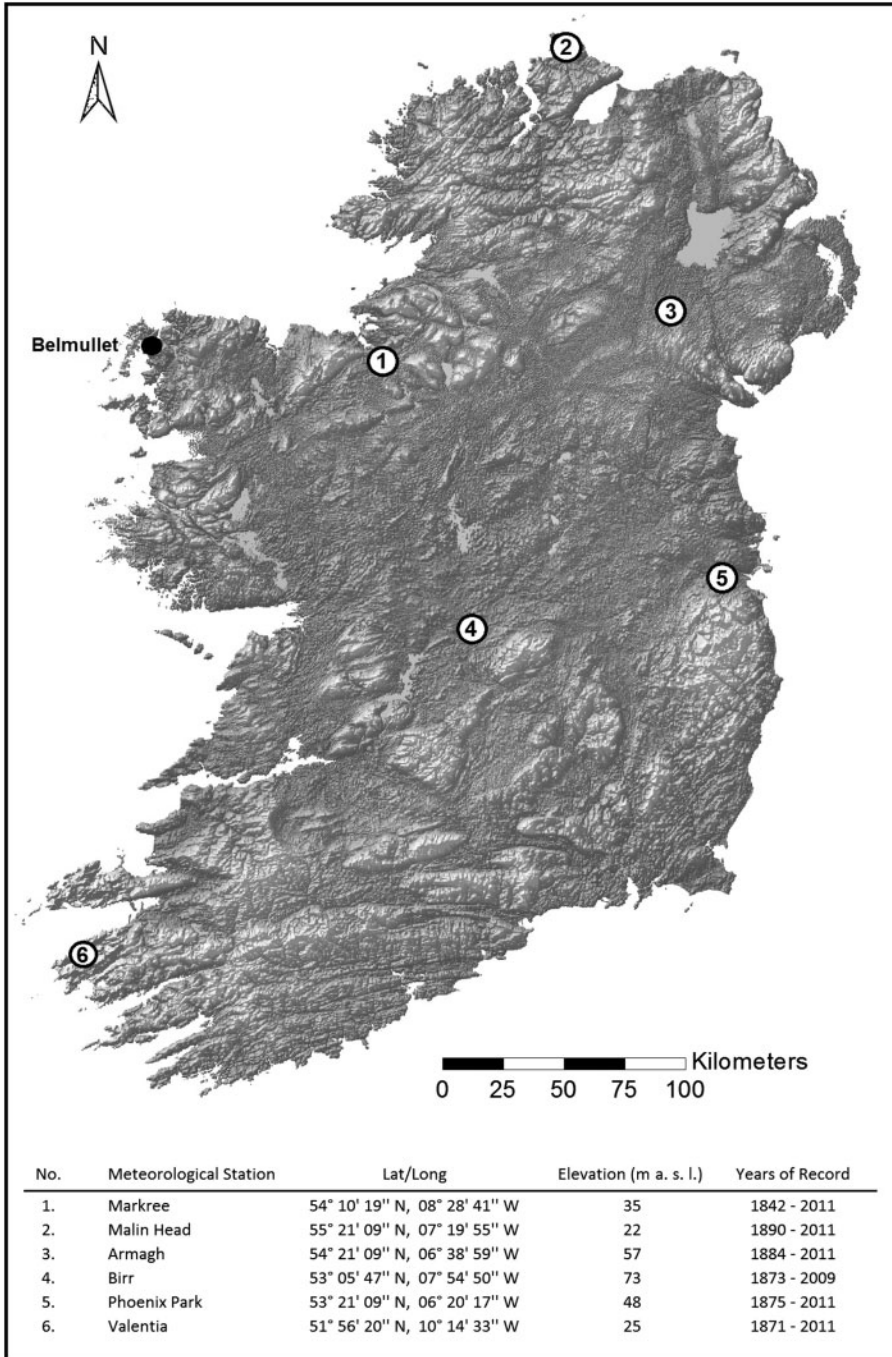 N
2
3
Belmullet
1
5
4
6
Kilometers
0 25 50 75 100
No. Meteorological Station Lat/Long Elevation (m a. s. l.) Years of Record
1. Markree 54° 10' 19'' N, 08° 28' 41'' W 35 1842 - 2011
2. Malin Head 55° 21' 09'' N, 07° 19' 55'' W 22 1890 - 2011
3. Armagh 54° 21' 09'' N, 06° 38' 59'' W 57 1884 - 2011
4. Birr 53° 05' 47'' N, 07° 54' 50'' W 73 1873 - 2009
5. Phoenix Park 53° 21' 09'' N, 06° 20' 17'' W 48 1875 - 2011
6. Valentia 51° 56' 20'' N, 10° 14' 33'' W 25 1871 - 2011